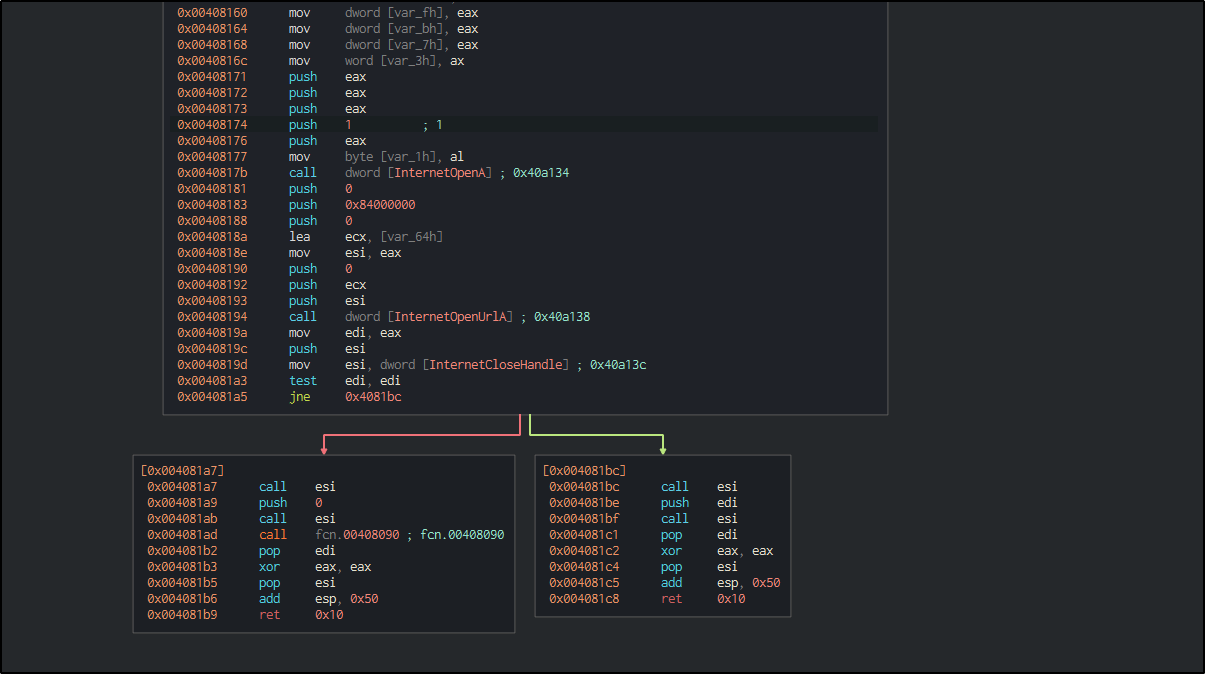 0x00408160 mov dword [var_fh], eax
0x00408164 mov dword [var_bh], eax
0x00408168 mov dword [var_7h], eax
0x0040816c mov word [var_3h], ax
0x00408171 push eax
0x00408172 push eax
0x00408173 push eax
0x00408174 push 1 ; 1
0x00408176 push eax
0x00408177 mov byte [var_1h], al
0x0040817b call dword [InternetOpenA] ; 0x40a134
0x00408181 push 0
0x00408183 push 0x84000000
0x00408188 push 0
0x0040818a lea ecx, [var_64h]
0x0040818e mov esi, eax
0x00408190 push 0
0x00408192 push ecx
0x00408193 push esi
0x00408194 call dword [InternetOpenUrlA] ; 0x40a138
0x0040819a mov edi, eax
0x0040819c push esi
0x0040819d mov esi, dword [InternetCloseHandle] ; 0x40a13c
0x004081a3 test edi, edi
0x004081a5 jne 0x4081bc
[0x004081a7]
0x004081a7 call esi
0x004081a9 push 0
0x004081ab call esi
0x004081ad call fcn.00408090 ; fcn.00408090
0x004081b2 pop edi
0x004081b3 xor eax, eax
0x004081b5 pop esi
0x004081b6 add esp, 0x50
0x004081b9 ret 0x10
[0x004081bc]
0x004081bc call esi
0x004081be push edi
0x004081bf call esi
0x004081c1 pop edi
0x004081c2 xor eax, eax
0x004081c4 pop esi
0x004081c5 add esp, 0x50
0x004081c8 ret 0x10